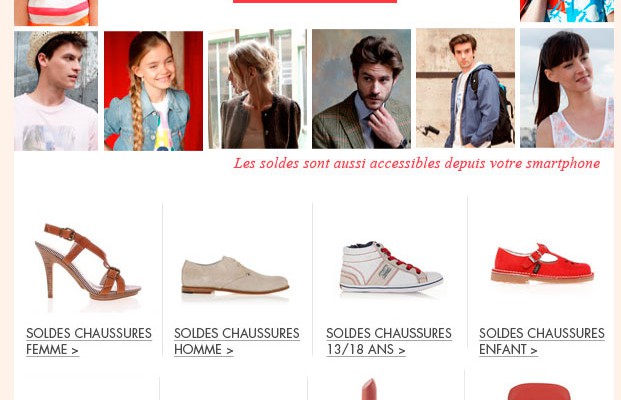 Les soldes sont aussi accessibles depuis votre smartphone
SOLDES CHAUSSURES
FEMME >
SOLDES CHAUSSURES
HOMME >
SOLDES CHAUSSURES
13/18 ANS >
SOLDES CHAUSSURES
ENFANT >